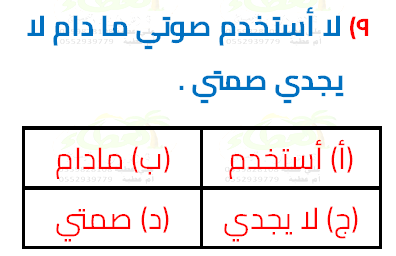 ٩) لا أستخدم صوتي ما دام لا
يجدي صمتي .
(أ) أستخدم (ب) مادام
(ج) لا يجدي (د) صمتي